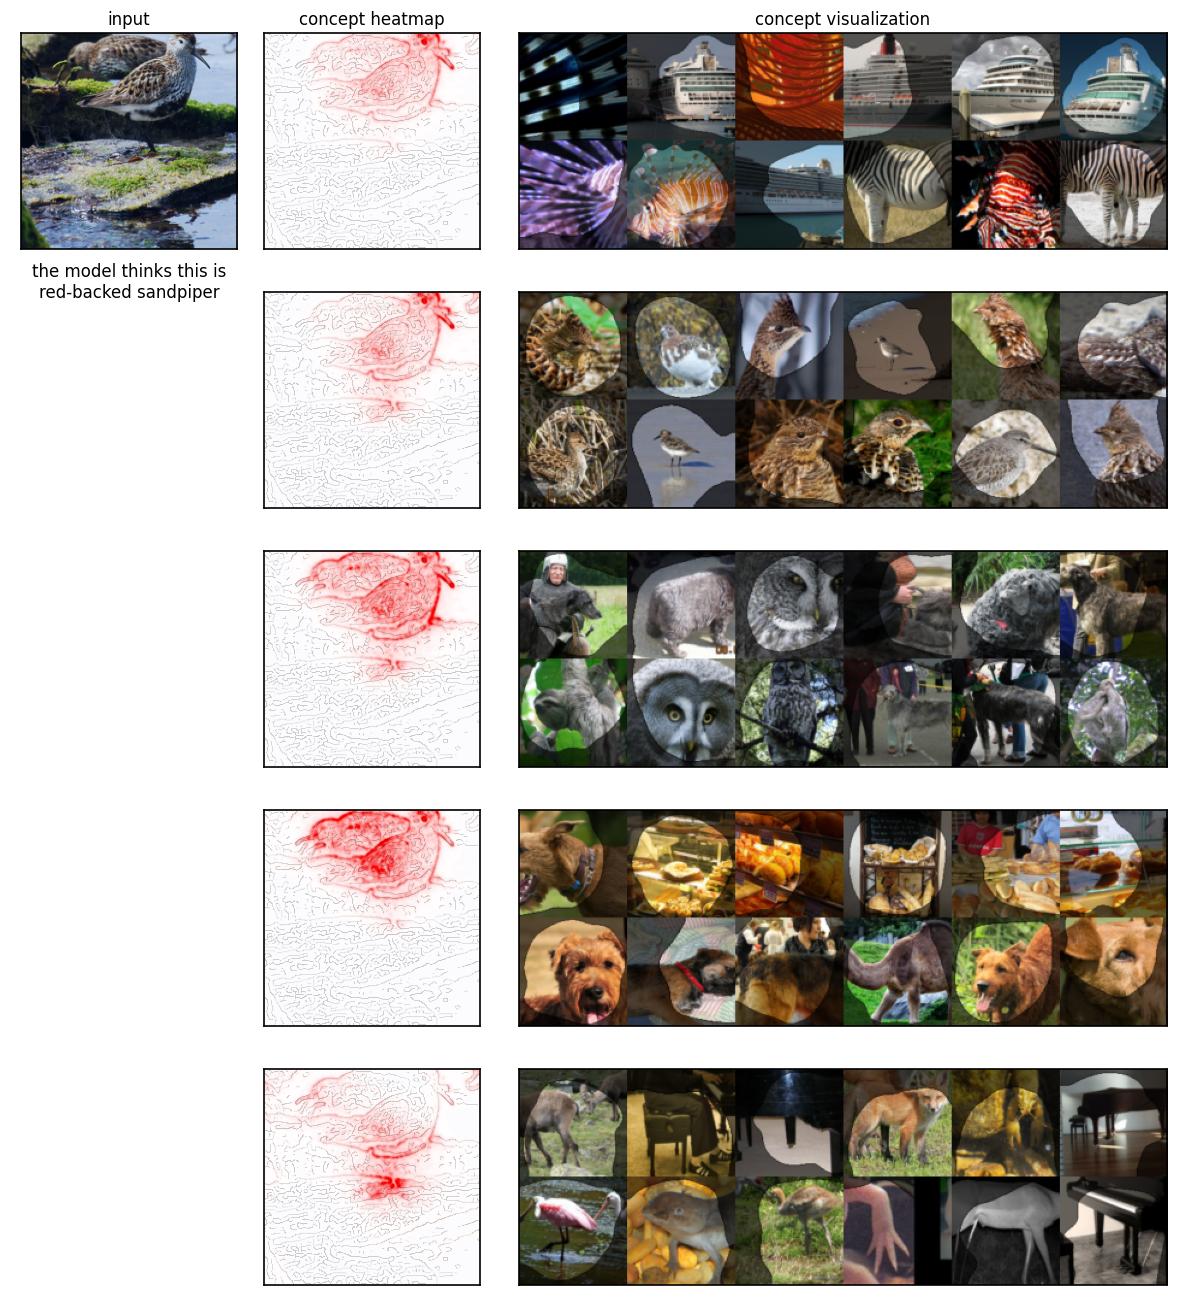 input
concept heatmap
concept visualization
the model thinks this is
red-backed sandpiper